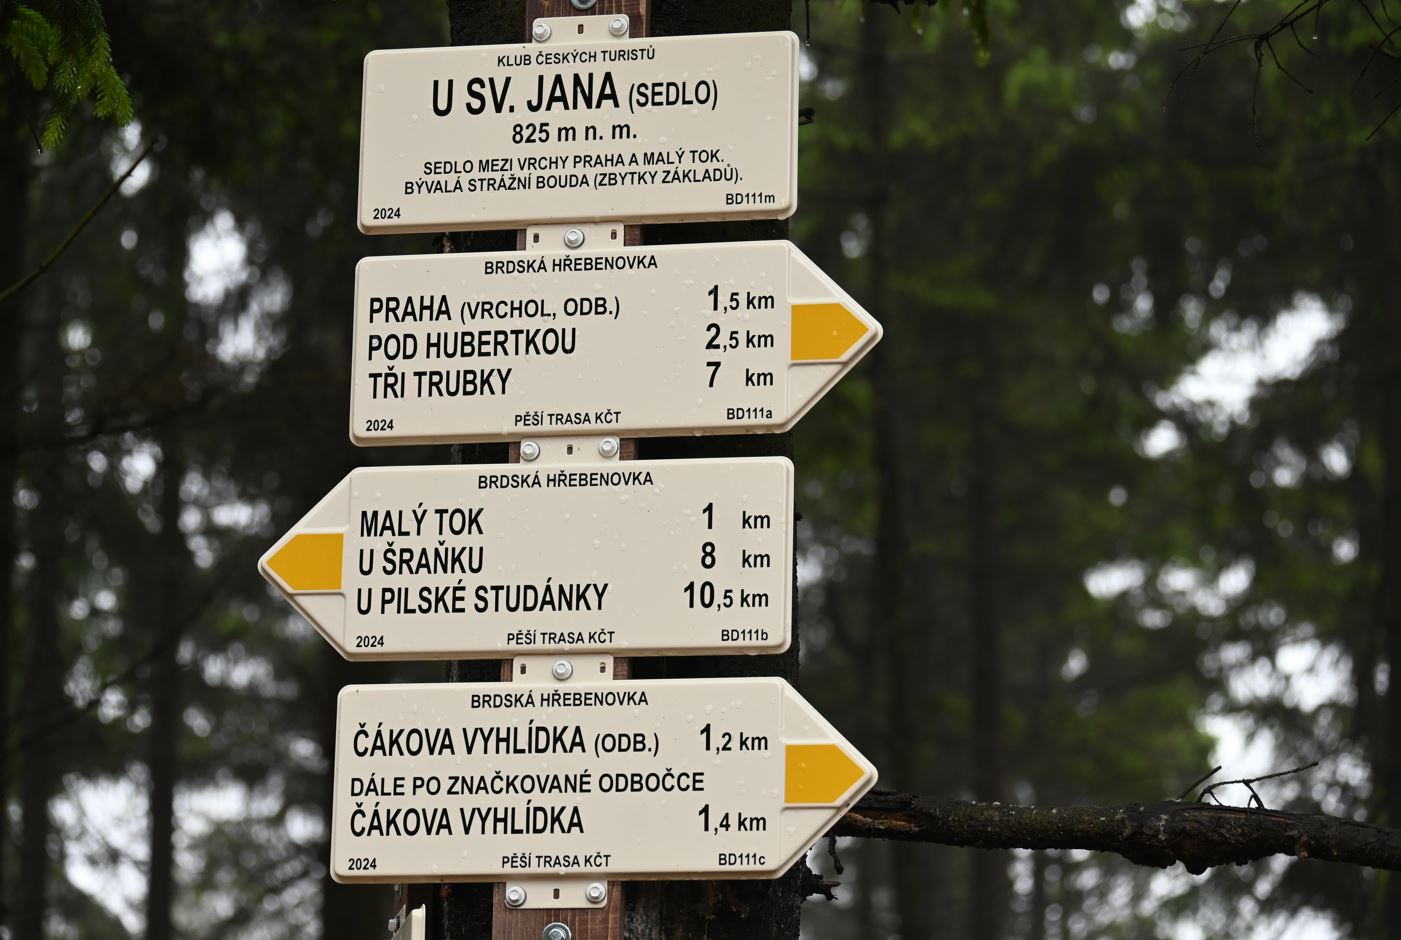 KLUB ČESKÝCH TURISTŮ
U SV. JANA (SEDLO)
825 m n. m.
SEDLO MEZI VRCHY PRAHA A MALÝ TOK.
BÝVALÁ STRÁŽNÍ BOUDA (ZBYTKY ZÁKLADŮ).
2024 BD111m
BRDSKÁ HŘEBENOVKA
PRAHA (VRCHOL, ODB.) 1,5 km
POD HUBERTKOU 2,5 km
TŘI TRUBKY 7 km
2024 PĚŠÍ TRASA KČT BD111a
BRDSKÁ HŘEBENOVKA
MALÝ TOK 1 km
U ŠRAŇKU 8 km
U PILSKÉ STUDÁNKY 10,5 km
2024 PĚŠÍ TRASA KČT BD111b
BRDSKÁ HŘEBENOVKA
ČÁKOVA VYHLÍDKA (ODB.) 1,2 km
DÁLE PO ZNAČKOVANÉ ODBOČCE
ČÁKOVA VYHLÍDKA 1,4 km
2024 PĚŠÍ TRASA KČT BD111c